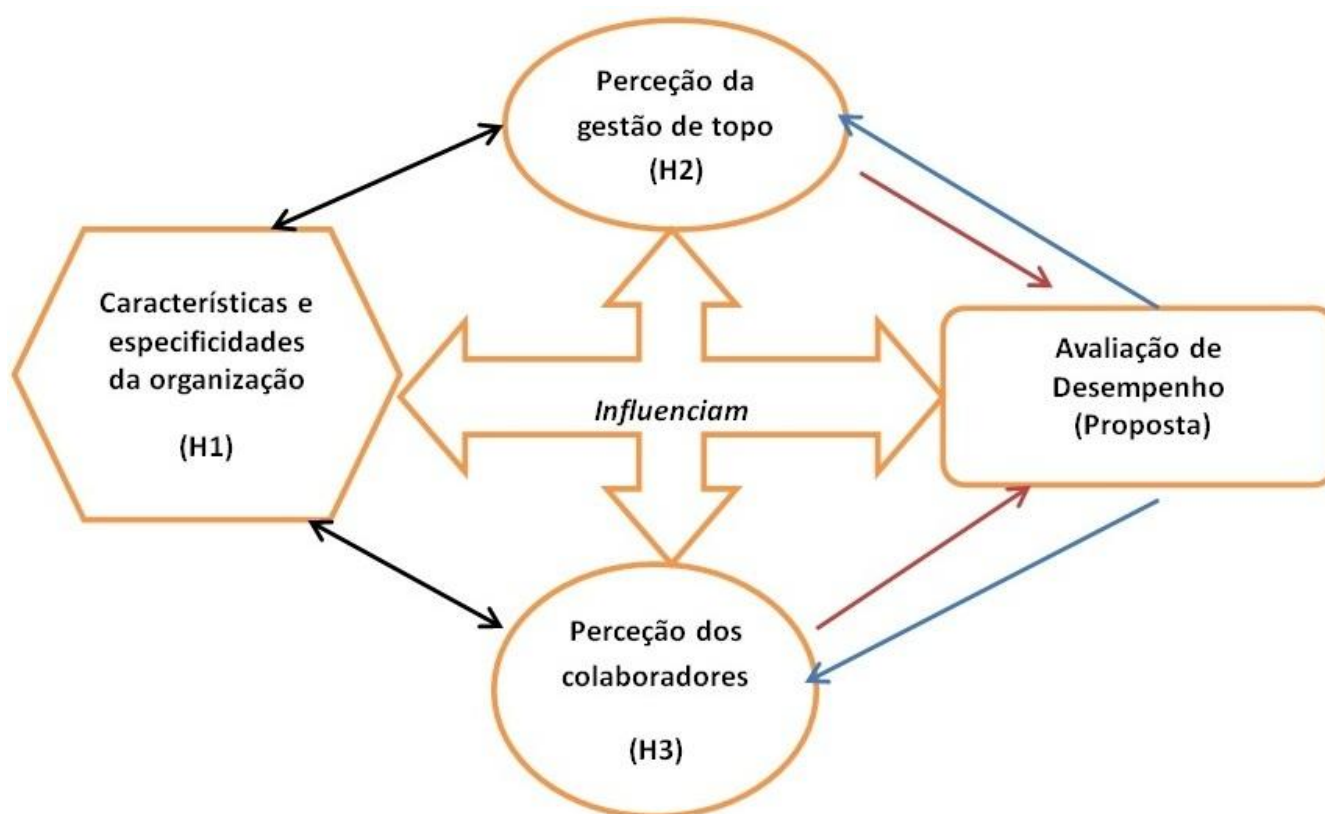 Perceção da
gestão de topo
(H2)
Características e
especificidades
da organização
(H1)
Influenciam
Avaliação de
Desempenho
(Proposta)
Perceção dos
colaboradores
(H3)